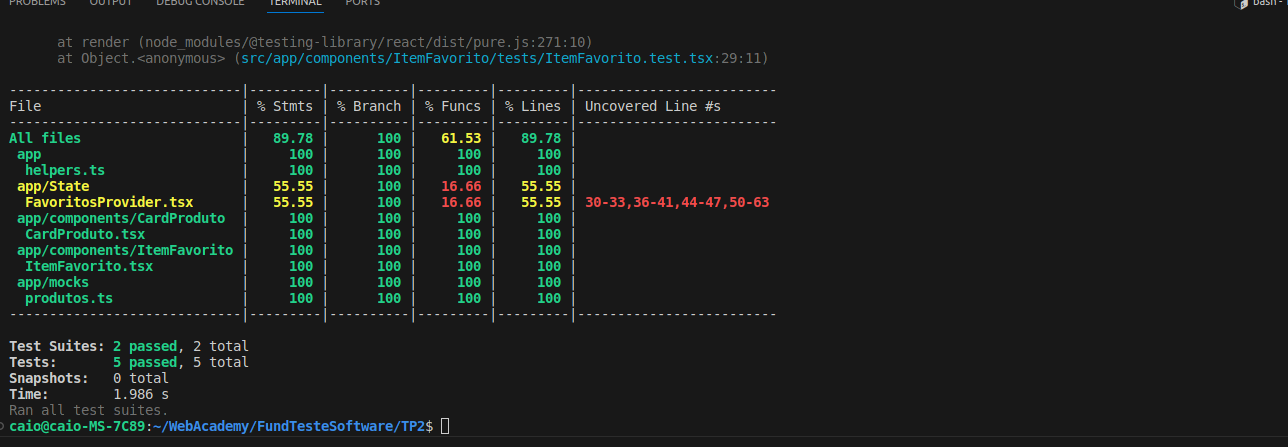 PROBLEMS OUTPUT DEBUG CONSOLE TERMINAL PORTS bash -
at render (node_modules/@testing-library/react/dist/pure.js:271:10)
at Object.<anonymous> (src/app/components/ItemFavorito/tests/ItemFavorito.test.tsx:29:11)
-----------------------------|---------|----------|---------|---------|-------------------------
File                         | % Stmts | % Branch | % Funcs | % Lines | Uncovered Line #s
-----------------------------|---------|----------|---------|---------|-------------------------
All files                    |   89.78 |      100 |   61.53 |   89.78 |
 app                         |     100 |      100 |     100 |     100 |
  helpers.ts                 |     100 |      100 |     100 |     100 |
 app/State                   |   55.55 |      100 |   16.66 |   55.55 |
  FavoritosProvider.tsx      |   55.55 |      100 |   16.66 |   55.55 | 30-33,36-41,44-47,50-63
 app/components/CardProduto  |     100 |      100 |     100 |     100 |
  CardProduto.tsx            |     100 |      100 |     100 |     100 |
 app/components/ItemFavorito |     100 |      100 |     100 |     100 |
  ItemFavorito.tsx           |     100 |      100 |     100 |     100 |
 app/mocks                   |     100 |      100 |     100 |     100 |
  produtos.ts                |     100 |      100 |     100 |     100 |
-----------------------------|---------|----------|---------|---------|-------------------------
Test Suites: 2 passed, 2 total
Tests:       5 passed, 5 total
Snapshots:   0 total
Time:        1.986 s
Ran all test suites.
caio@caio-MS-7C89:~/WebAcademy/FundTesteSoftware/TP2$